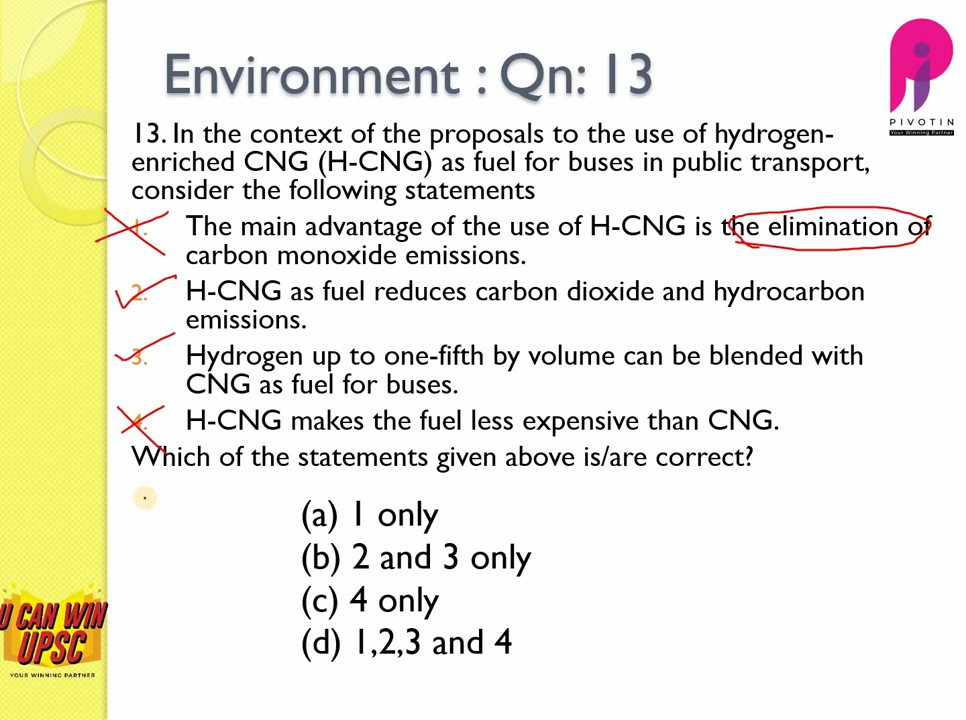 Environment : Qn: 13
PIVOTIN
Your Winning Partner
13. In the context of the proposals to the use of hydrogen-
enriched CNG (H-CNG) as fuel for buses in public transport,
consider the following statements
1. The main advantage of the use of H-CNG is the elimination of
carbon monoxide emissions.
2. H-CNG as fuel reduces carbon dioxide and hydrocarbon
emissions.
3. Hydrogen up to one-fifth by volume can be blended with
CNG as fuel for buses.
4. H-CNG makes the fuel less expensive than CNG.
Which of the statements given above is/are correct?
(a) 1 only
(b) 2 and 3 only
(c) 4 only
(d) 1,2,3 and 4
U CAN WIN
UPSC
YOUR WINNING PARTNER